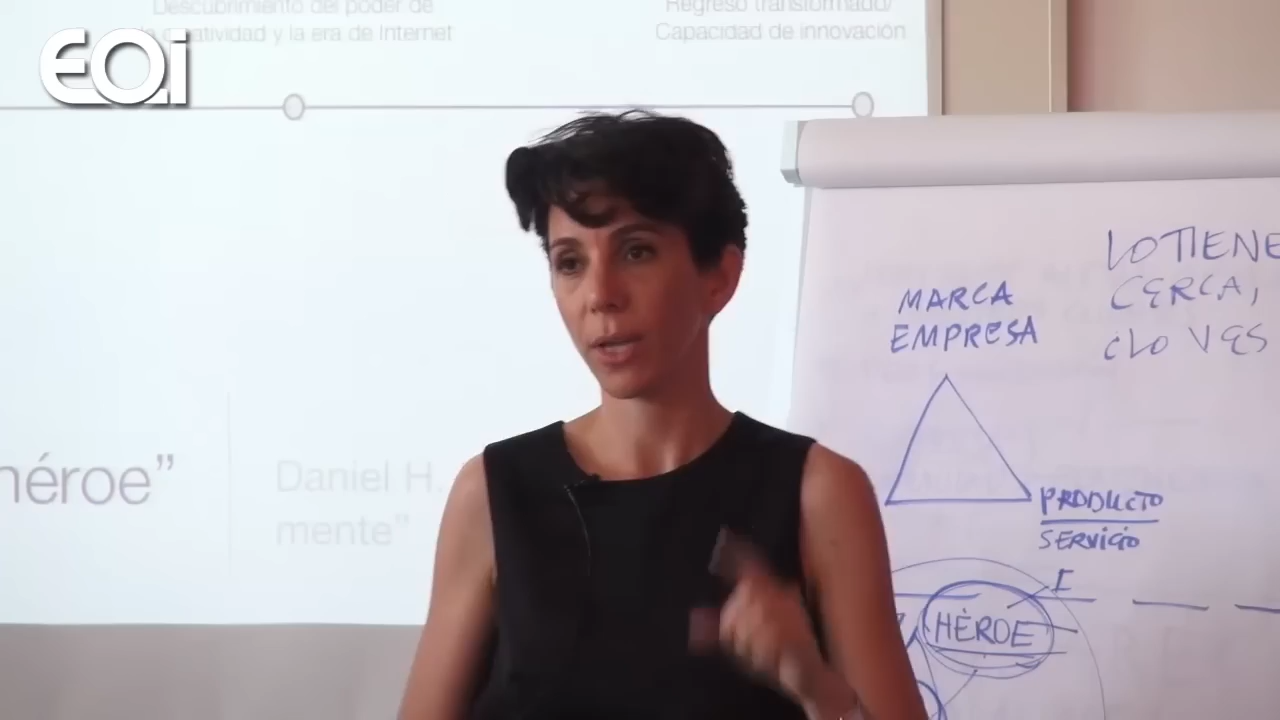 EOi
Descubrimiento del poder de
creatividad y la era de Internet
Regreso transformado/
Capacidad de innovación
héroe”
Daniel H.
mente”
LO TIENE
CERCA,
¿LO VES
MARCA
EMPRESA
PRODUCTO
SERVICIO
I
HÉROE